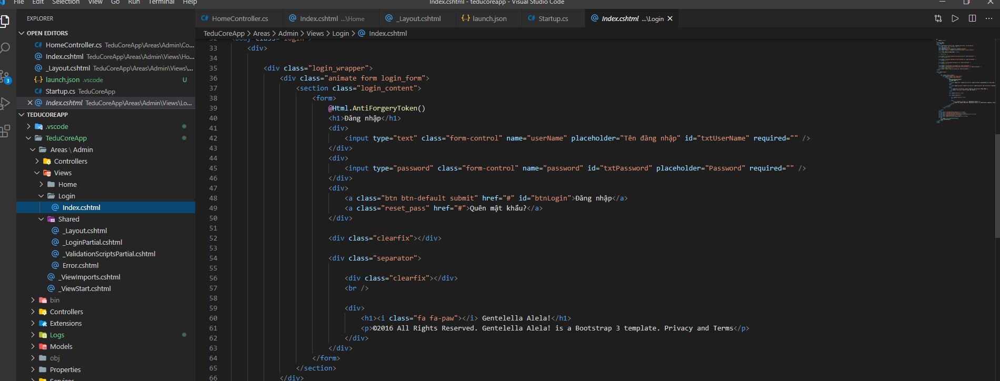 File Edit Selection View Go Run Terminal Help
Index.cshtml - teducoreapp - Visual Studio Code
EXPLORER
OPEN EDITORS
C# HomeController.cs TeduCoreApp\Areas\Admin\Co...
@ Index.cshtml TeduCoreApp\Areas\Admin\Views\Ho...
@ _Layout.cshtml TeduCoreApp\Areas\Admin\Views\...
{..} launch.json .vscode U
C# Startup.cs TeduCoreApp
@ Index.cshtml TeduCoreApp\Areas\Admin\Views\Lo...
3
TEDUCOREAPP
.vscode
TeduCoreApp
Areas \ Admin
Controllers
Views
Home
Login
@ Index.cshtml
Shared
@ _Layout.cshtml
@ _LoginPartial.cshtml
@ _ValidationScriptsPartial.cshtml
@ Error.cshtml
@ _ViewImports.cshtml
@ _ViewStart.cshtml
bin
Controllers
Extensions
Logs
Models
obj
Properties
Services
C# HomeController.cs @ Index.cshtml ...\Home @ _Layout.cshtml {..} launch.json C# Startup.cs @ Index.cshtml ...\Login
TeduCoreApp > Areas > Admin > Views > Login > @ Index.cshtml
32 <body class="login">
33 <div>
34
35 <div class="login_wrapper">
36 <div class="animate form login_form">
37 <section class="login_content">
38 <form>
39 @Html.AntiForgeryToken()
40 <h1>Đăng nhập</h1>
41 <div>
42 <input type="text" class="form-control" name="userName" placeholder="Tên đăng nhập" id="txtUserName" required="" />
43 </div>
44 <div>
45 <input type="password" class="form-control" name="password" id="txtPassword" placeholder="Password" required="" />
46 </div>
47 <div>
48 <a class="btn btn-default submit" href="#" id="btnLogin">Đăng nhập</a>
49 <a class="reset_pass" href="#">Quên mật khẩu?</a>
50 </div>
51
52 <div class="clearfix"></div>
53
54 <div class="separator">
55
56 <div class="clearfix"></div>
57 <br />
58
59 <div>
60 <h1><i class="fa fa-paw"></i> Gentelella Alela!</h1>
61 <p>©2016 All Rights Reserved. Gentelella Alela! is a Bootstrap 3 template. Privacy and Terms</p>
62 </div>
63 </div>
64 </form>
65 </section>
66 </div>